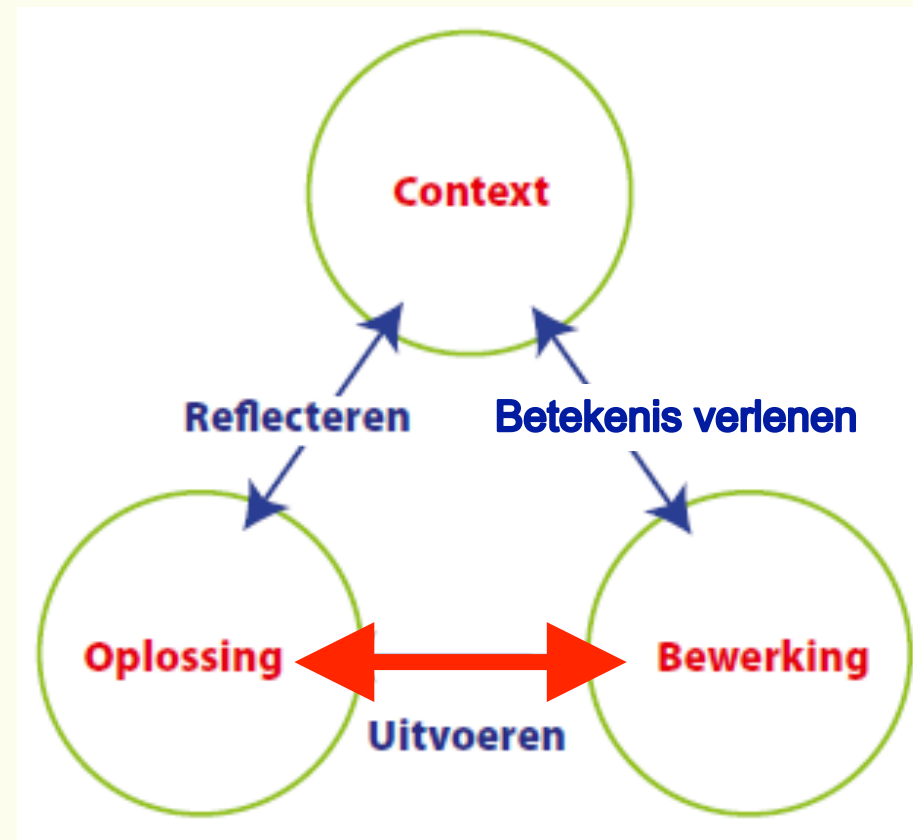 Context
Reflecteren
Betekenis verlenen
Oplossing
Bewerking
Uitvoeren